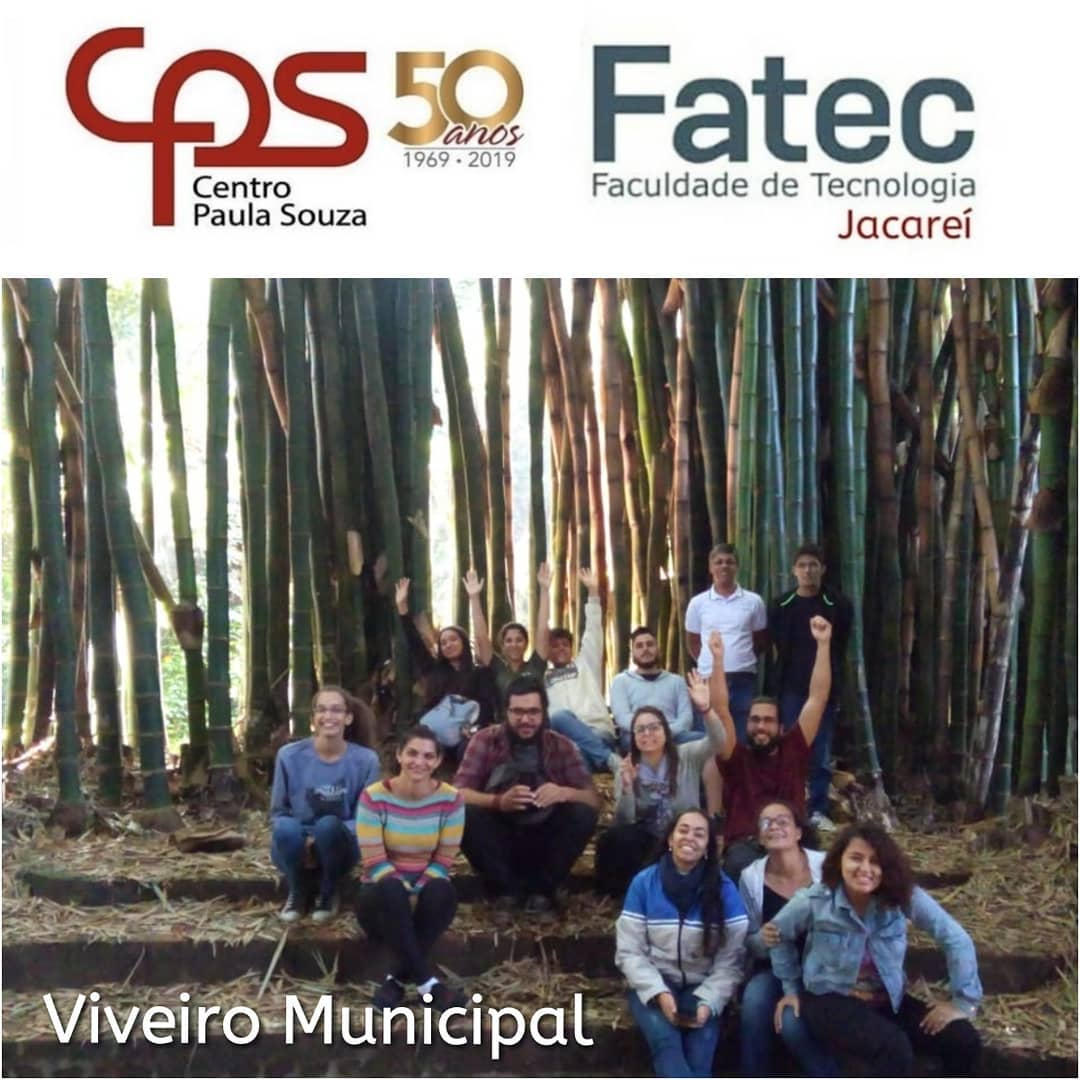 cps
50
anos
1969 • 2019
Centro
Paula Souza
Fatec
Faculdade de Tecnologia
Jacareí
Viveiro Municipal